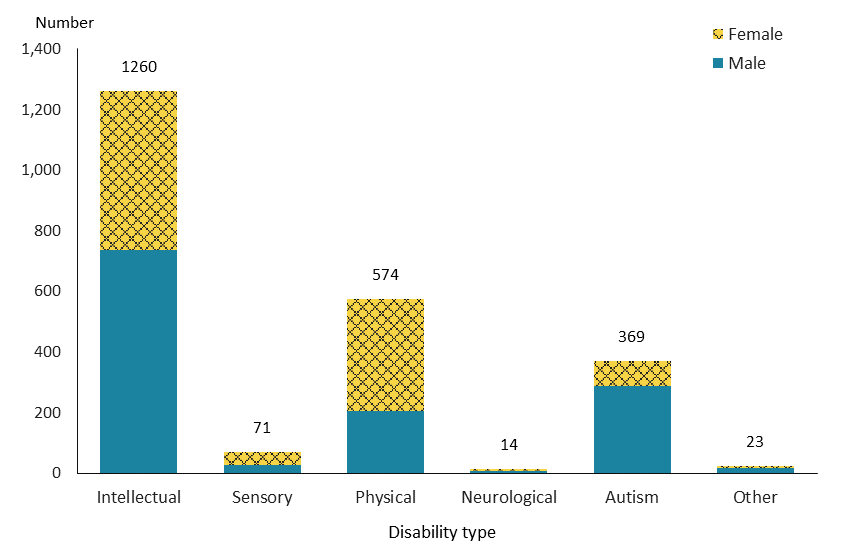 Number
Female
Male
1,400
1,200
1,000
800
600
400
200
0
1260
71
574
14
369
23
Intellectual Sensory Physical Neurological Autism Other
Disability type